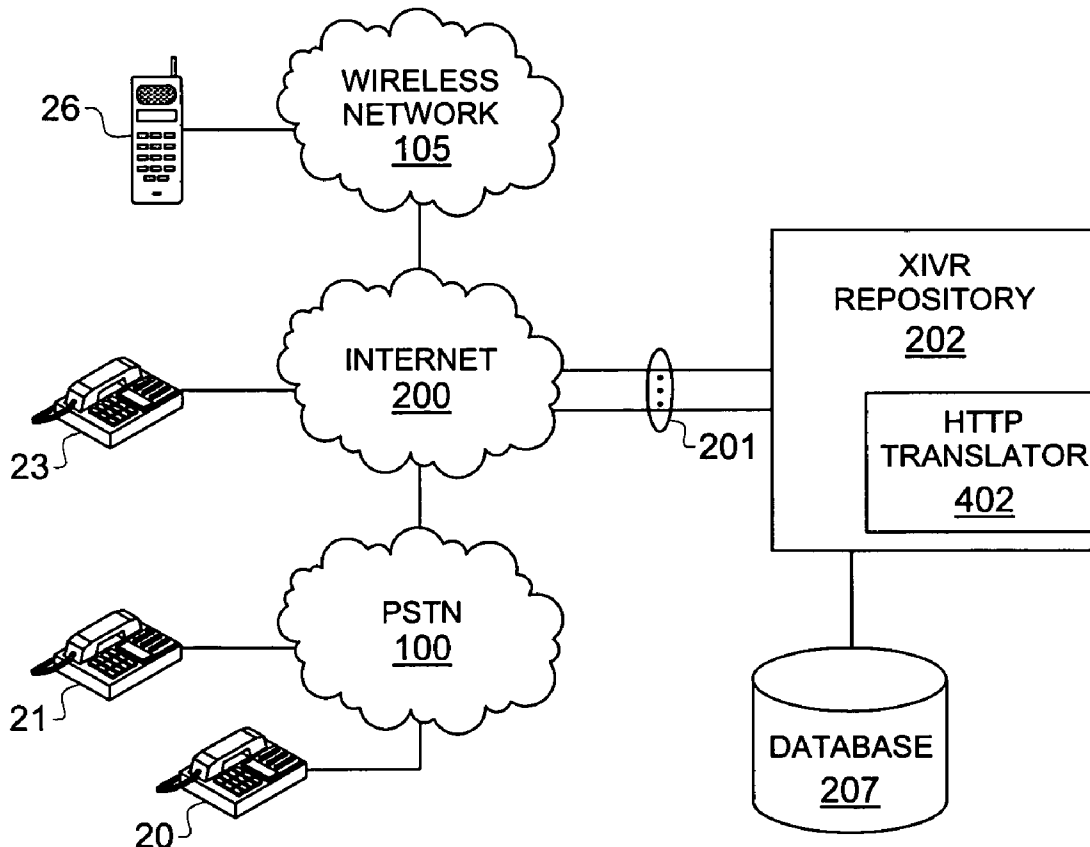 WIRELESS
NETWORK
105
26
XIVR
REPOSITORY
202
INTERNET
200
HTTP
TRANSLATOR
402
23
201
PSTN
100
21
DATABASE
207
20